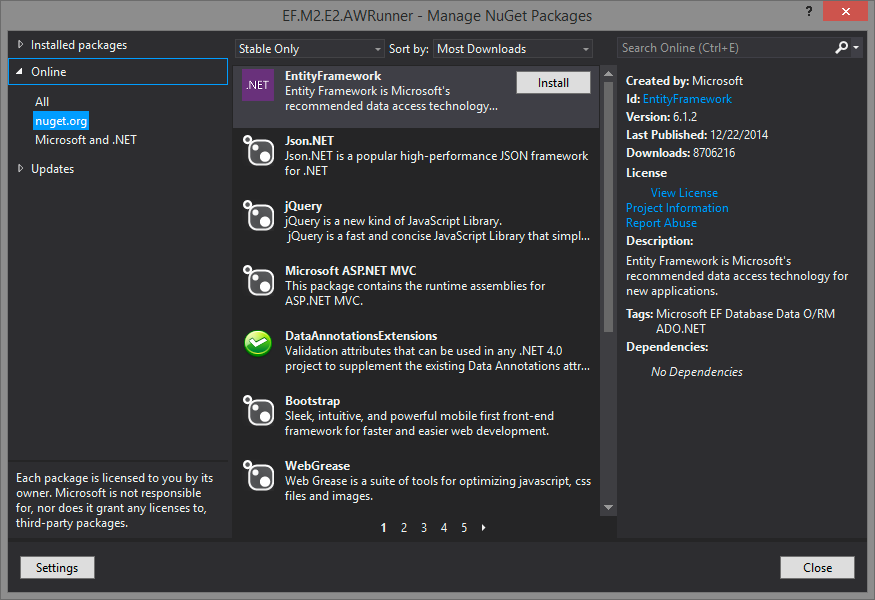 EF.M2.E2.AWRunner - Manage NuGet Packages
?
Installed packages
Online
All
nuget.org
Microsoft and .NET
Updates
Each package is licensed to you by its
owner. Microsoft is not responsible
for, nor does it grant any licenses to,
third-party packages.
Settings
Stable Only
Sort by:
Most Downloads
.NET
EntityFramework
Entity Framework is Microsoft's
recommended data access technology...
Install
Json.NET
Json.NET is a popular high-performance JSON framework
for .NET
jQuery
jQuery is a new kind of JavaScript Library.
jQuery is a fast and concise JavaScript Library that simpl...
Microsoft ASP.NET MVC
This package contains the runtime assemblies for
ASP.NET MVC.
DataAnnotationsExtensions
Validation attributes that can be used in any .NET 4.0
project to supplement the existing Data Annotations attr...
Bootstrap
Sleek, intuitive, and powerful mobile first front-end
framework for faster and easier web development.
WebGrease
Web Grease is a suite of tools for optimizing javascript, css
files and images.
1 2 3 4 5
Search Online (Ctrl+E)
Created by: Microsoft
Id: EntityFramework
Version: 6.1.2
Last Published: 12/22/2014
Downloads: 8706216
License
View License
Project Information
Report Abuse
Description:
Entity Framework is Microsoft's
recommended data access technology for
new applications.
Tags: Microsoft EF Database Data O/RM
ADO.NET
Dependencies:
No Dependencies
Close